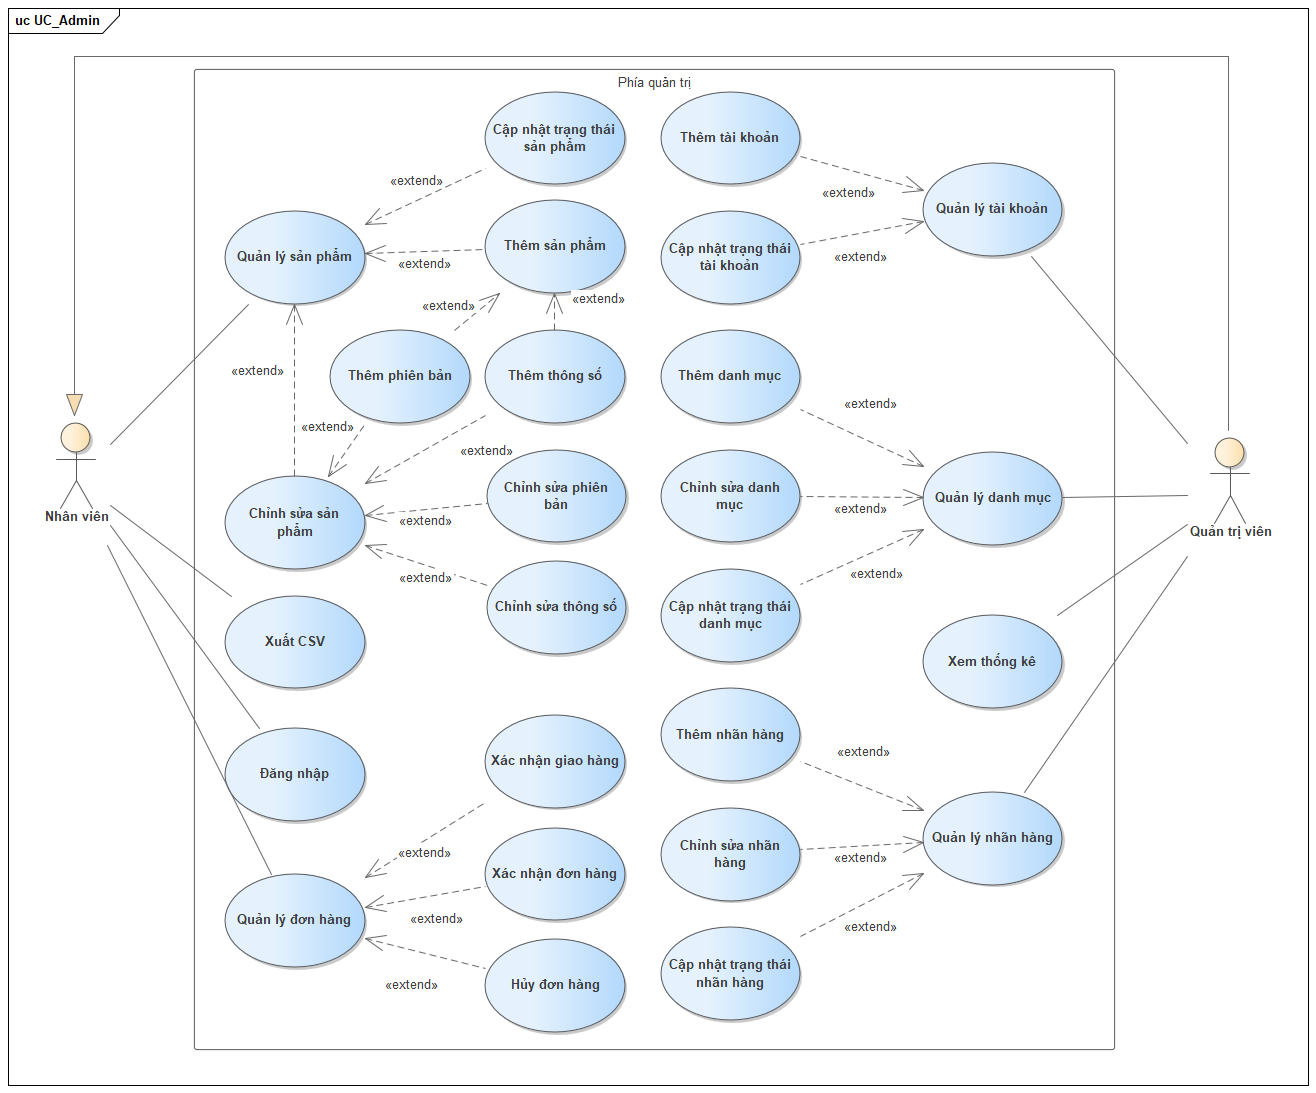 uc UC_Admin
Phía quản trị
Cập nhật trạng thái
sản phẩm
Thêm tài khoản
«extend»
«extend»
Quản lý tài khoản
Quản lý sản phẩm
Thêm sản phẩm
«extend»
Cập nhật trạng thái
tài khoản
«extend»
«extend»
«extend»
«extend»
Thêm phiên bản
Thêm thông số
Thêm danh mục
«extend»
«extend»
«extend»
Chỉnh sửa phiên
bản
Chỉnh sửa danh
mục
Quản lý danh mục
«extend»
Nhân viên
Chỉnh sửa sản
phẩm
«extend»
Quản trị viên
«extend»
«extend»
Chỉnh sửa thông số
Cập nhật trạng thái
danh mục
Xuất CSV
Xem thống kê
Thêm nhãn hàng
«extend»
Xác nhận giao hàng
Đăng nhập
«extend»
Chỉnh sửa nhãn
hàng
Quản lý nhãn hàng
«extend»
Xác nhận đơn hàng
Quản lý đơn hàng
«extend»
«extend»
Cập nhật trạng thái
nhãn hàng
«extend»
Hủy đơn hàng